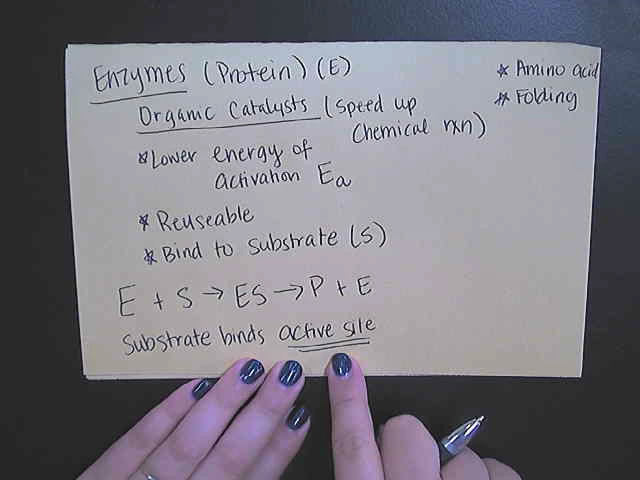 Enzymes (Protein) (E)
* Amino acid
* Folding
Organic Catalysts (speed up
Chemical rxn)
* Lower energy of
activation Ea
* Reuseable
* Bind to substrate (S)
E + S → ES → P + E
Substrate binds active site